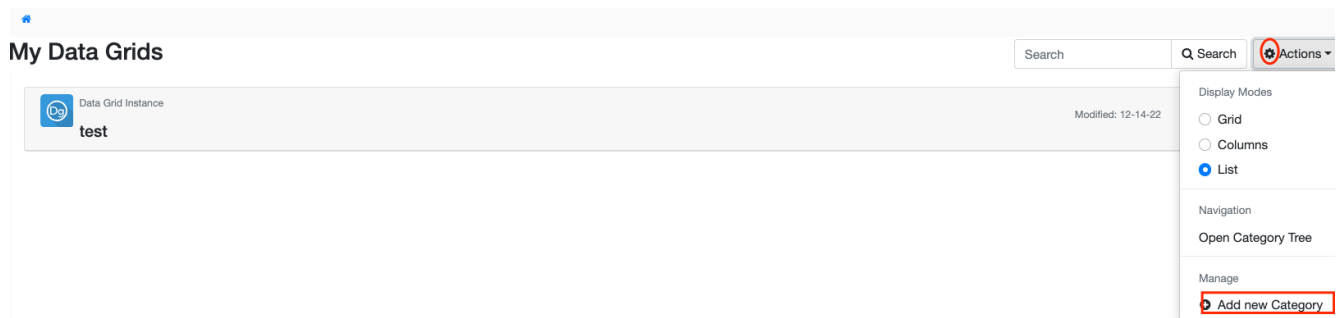 My Data Grids
Search
Search
Actions
Dg
Data Grid Instance
test
Modified: 12-14-22
Display Modes
Grid
Columns
List
Navigation
Open Category Tree
Manage
Add new Category